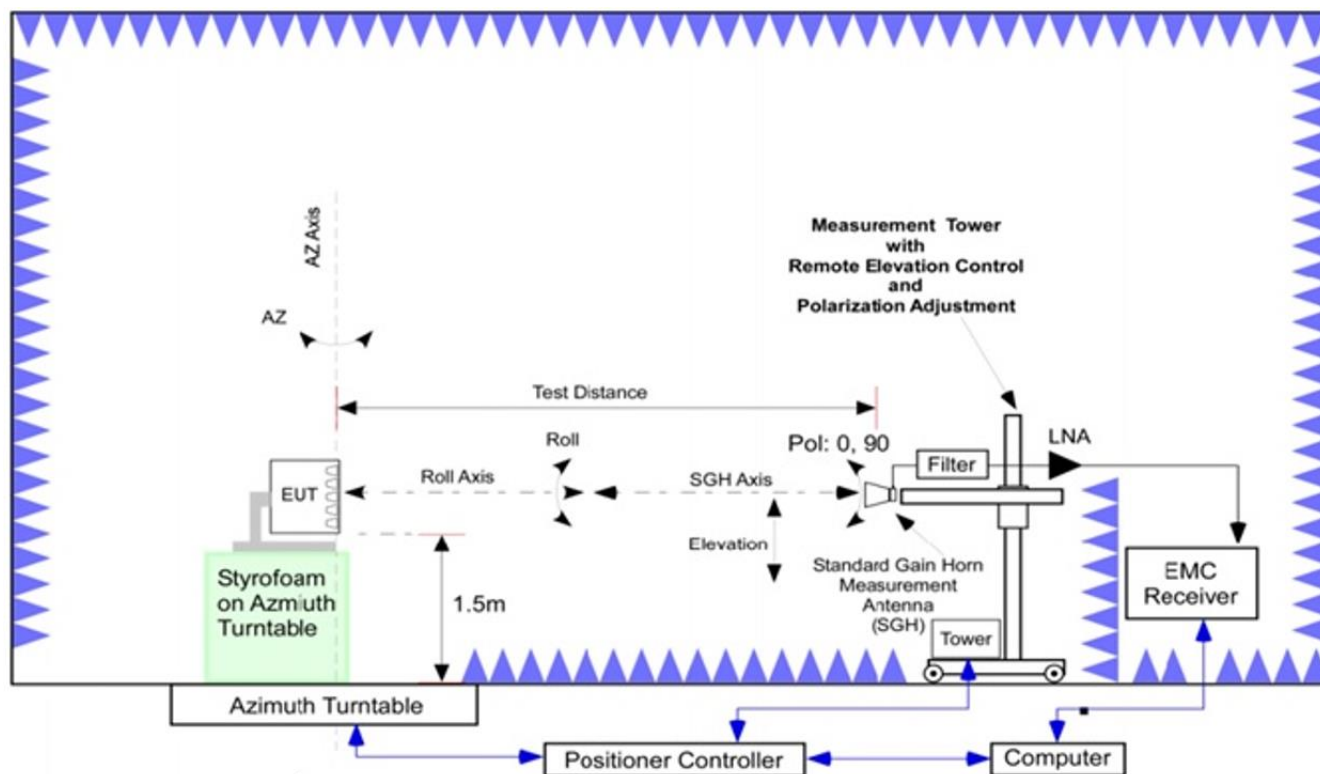 Measurement Tower
with
Remote Elevation Control
and
Polarization Adjustment
AZ Axis
AZ
Test Distance
Roll
Pol: 0, 90
LNA
Filter
EUT
Roll Axis
SGH Axis
Elevation
Standard Gain Horn
Measurement
Antenna
(SGH)
EMC
Receiver
Styrofoam
on Azmiuth
Turntable
1.5m
Tower
Azimuth Turntable
Positioner Controller
Computer